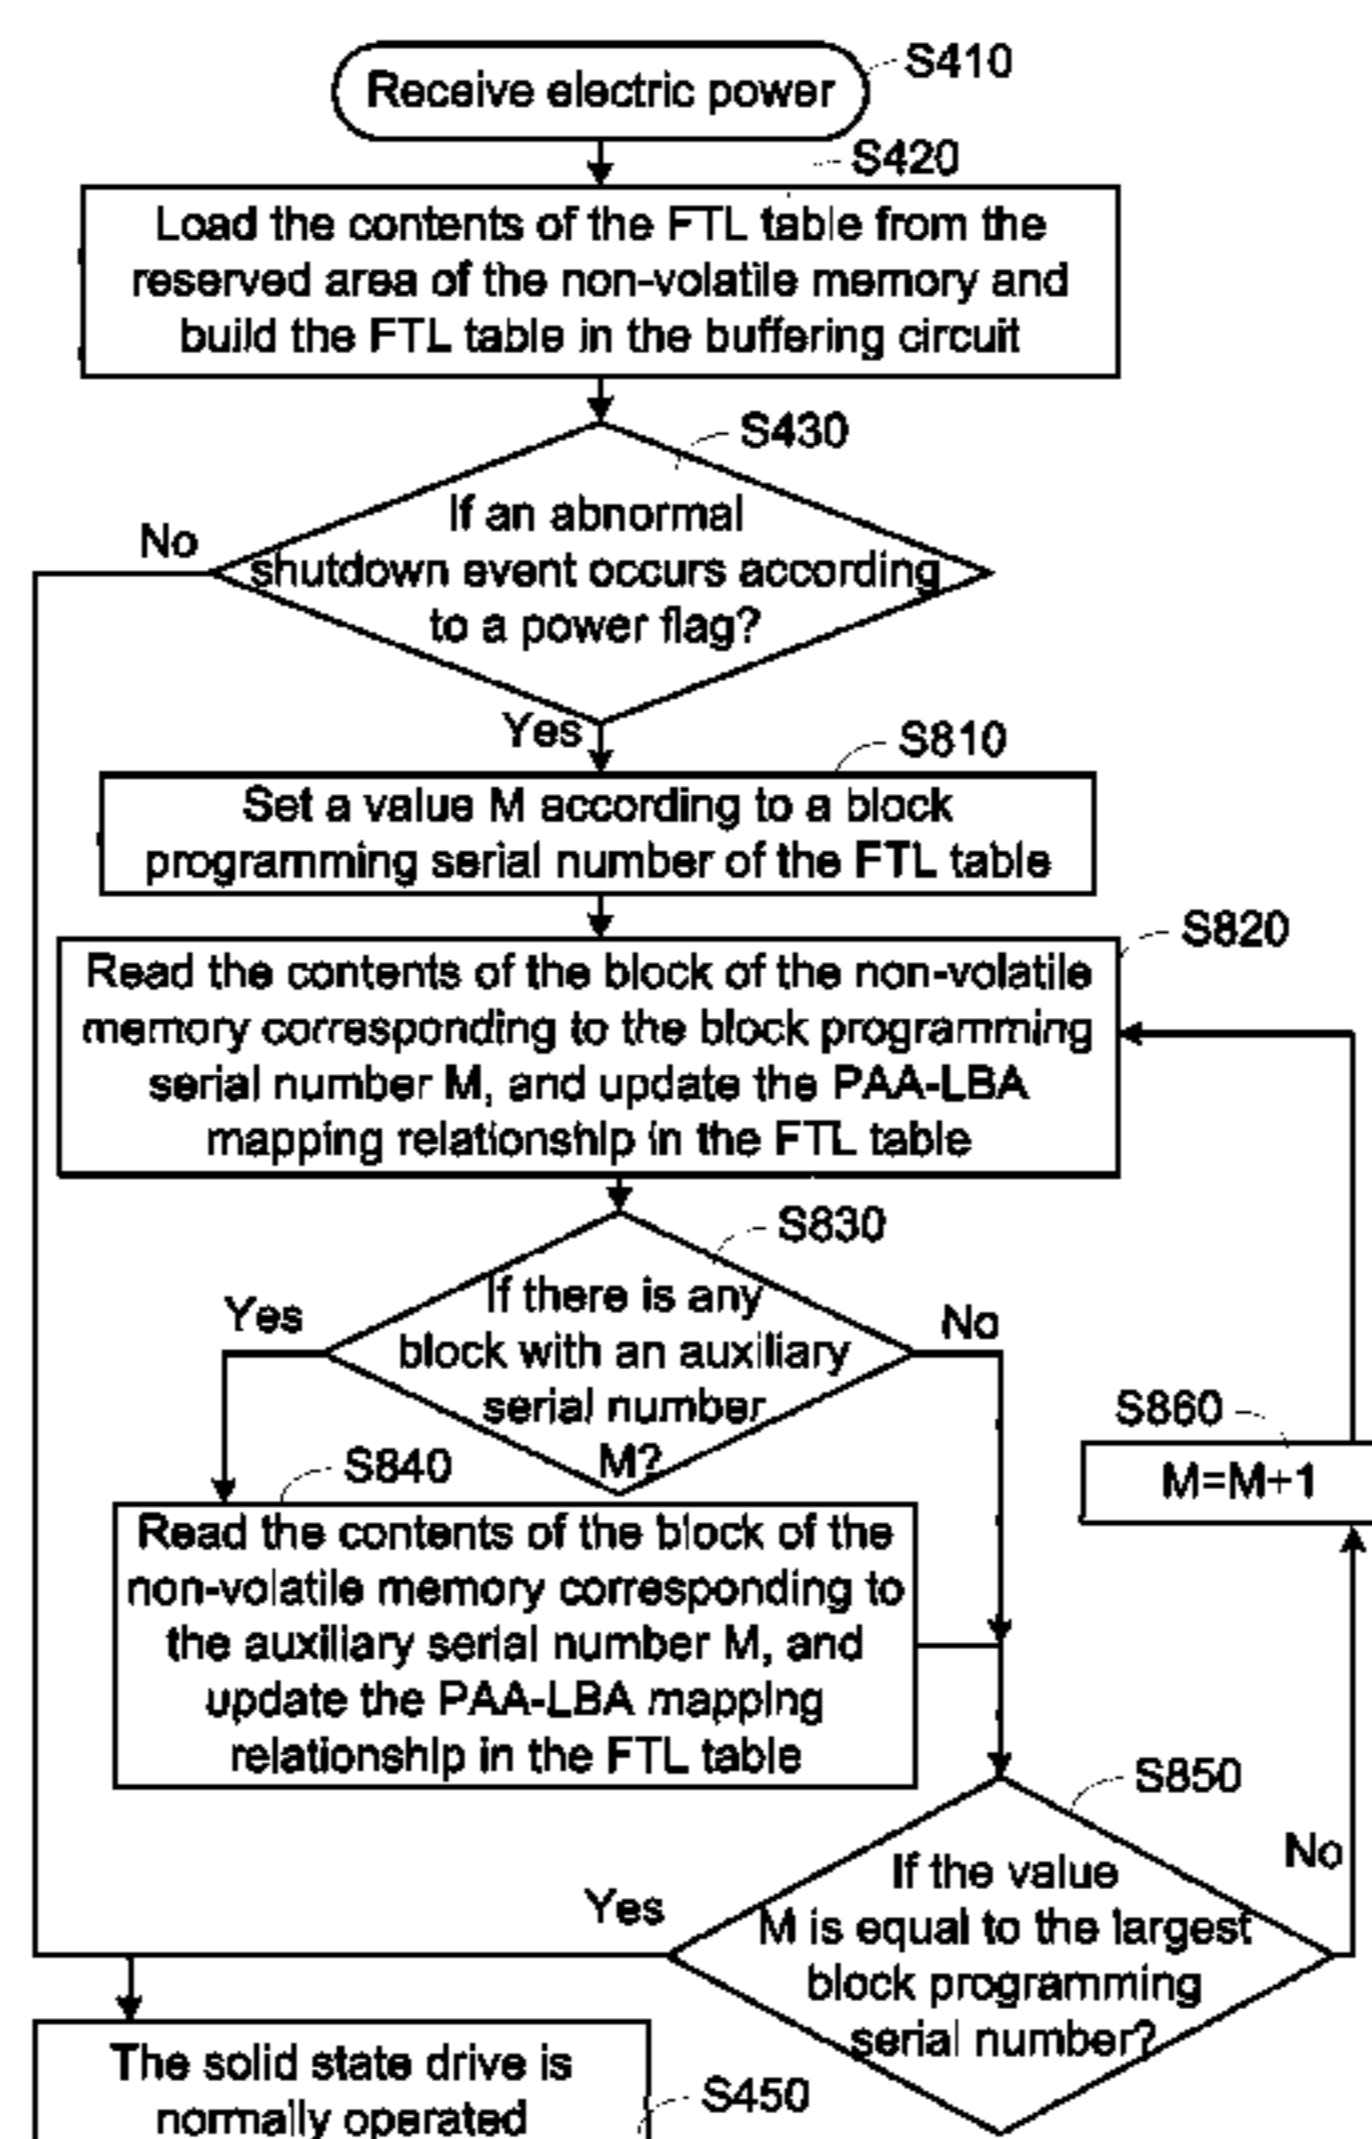 Receive electric power
S410
S420
Load the contents of the FTL table from the
reserved area of the non-volatile memory and
build the FTL table in the buffering circuit
S430
If an abnormal
shutdown event occurs according
to a power flag?
No
Yes
S810
Set a value M according to a block
programming serial number of the FTL table
S820
Read the contents of the block of the non-volatile
memory corresponding to the block programming
serial number M, and update the PAA-LBA
mapping relationship in the FTL table
S830
If there is any
block with an auxiliary
serial number
M?
Yes
No
S860
M=M+1
S840
Read the contents of the block of the
non-volatile memory corresponding to
the auxiliary serial number M, and
update the PAA-LBA mapping
relationship in the FTL table
S850
If the value
M is equal to the largest
block programming
serial number?
No
Yes
The solid state drive is
normally operated
S450